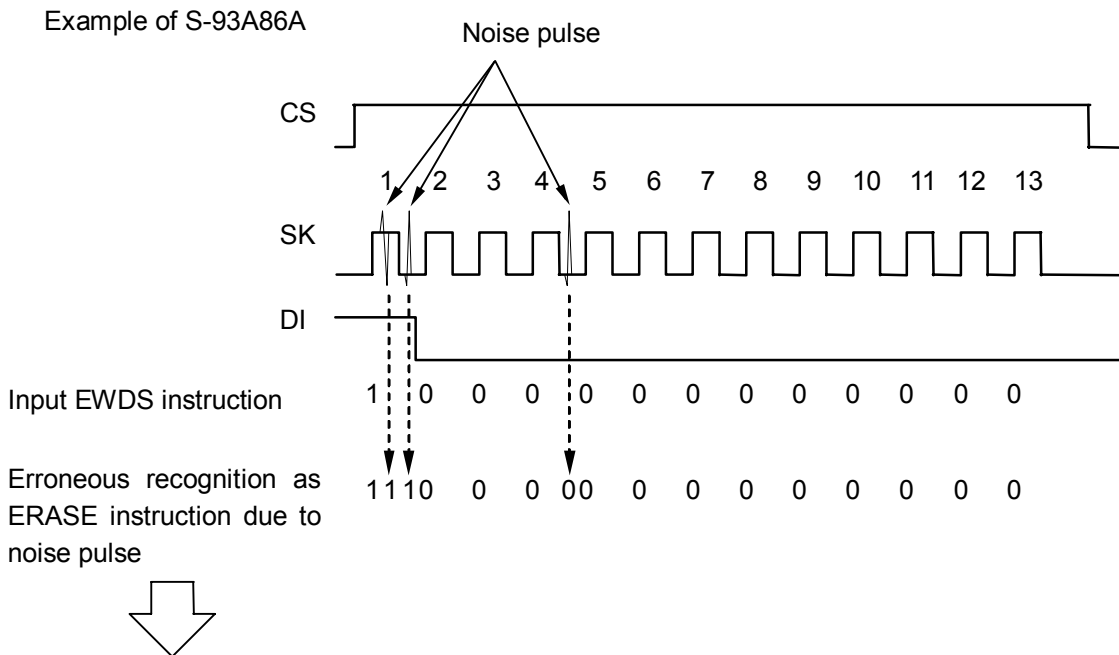 Example of S-93A86A
Noise pulse
CS
1 2 3 4 5 6 7 8 9 10 11 12 13
SK
DI
Input EWDS instruction 1 0 0 0 0 0 0 0 0 0 0 0 0
Erroneous recognition as
ERASE instruction due to
noise pulse
1 1 1 0 0 0 0 0 0 0 0 0 0 0 0 0